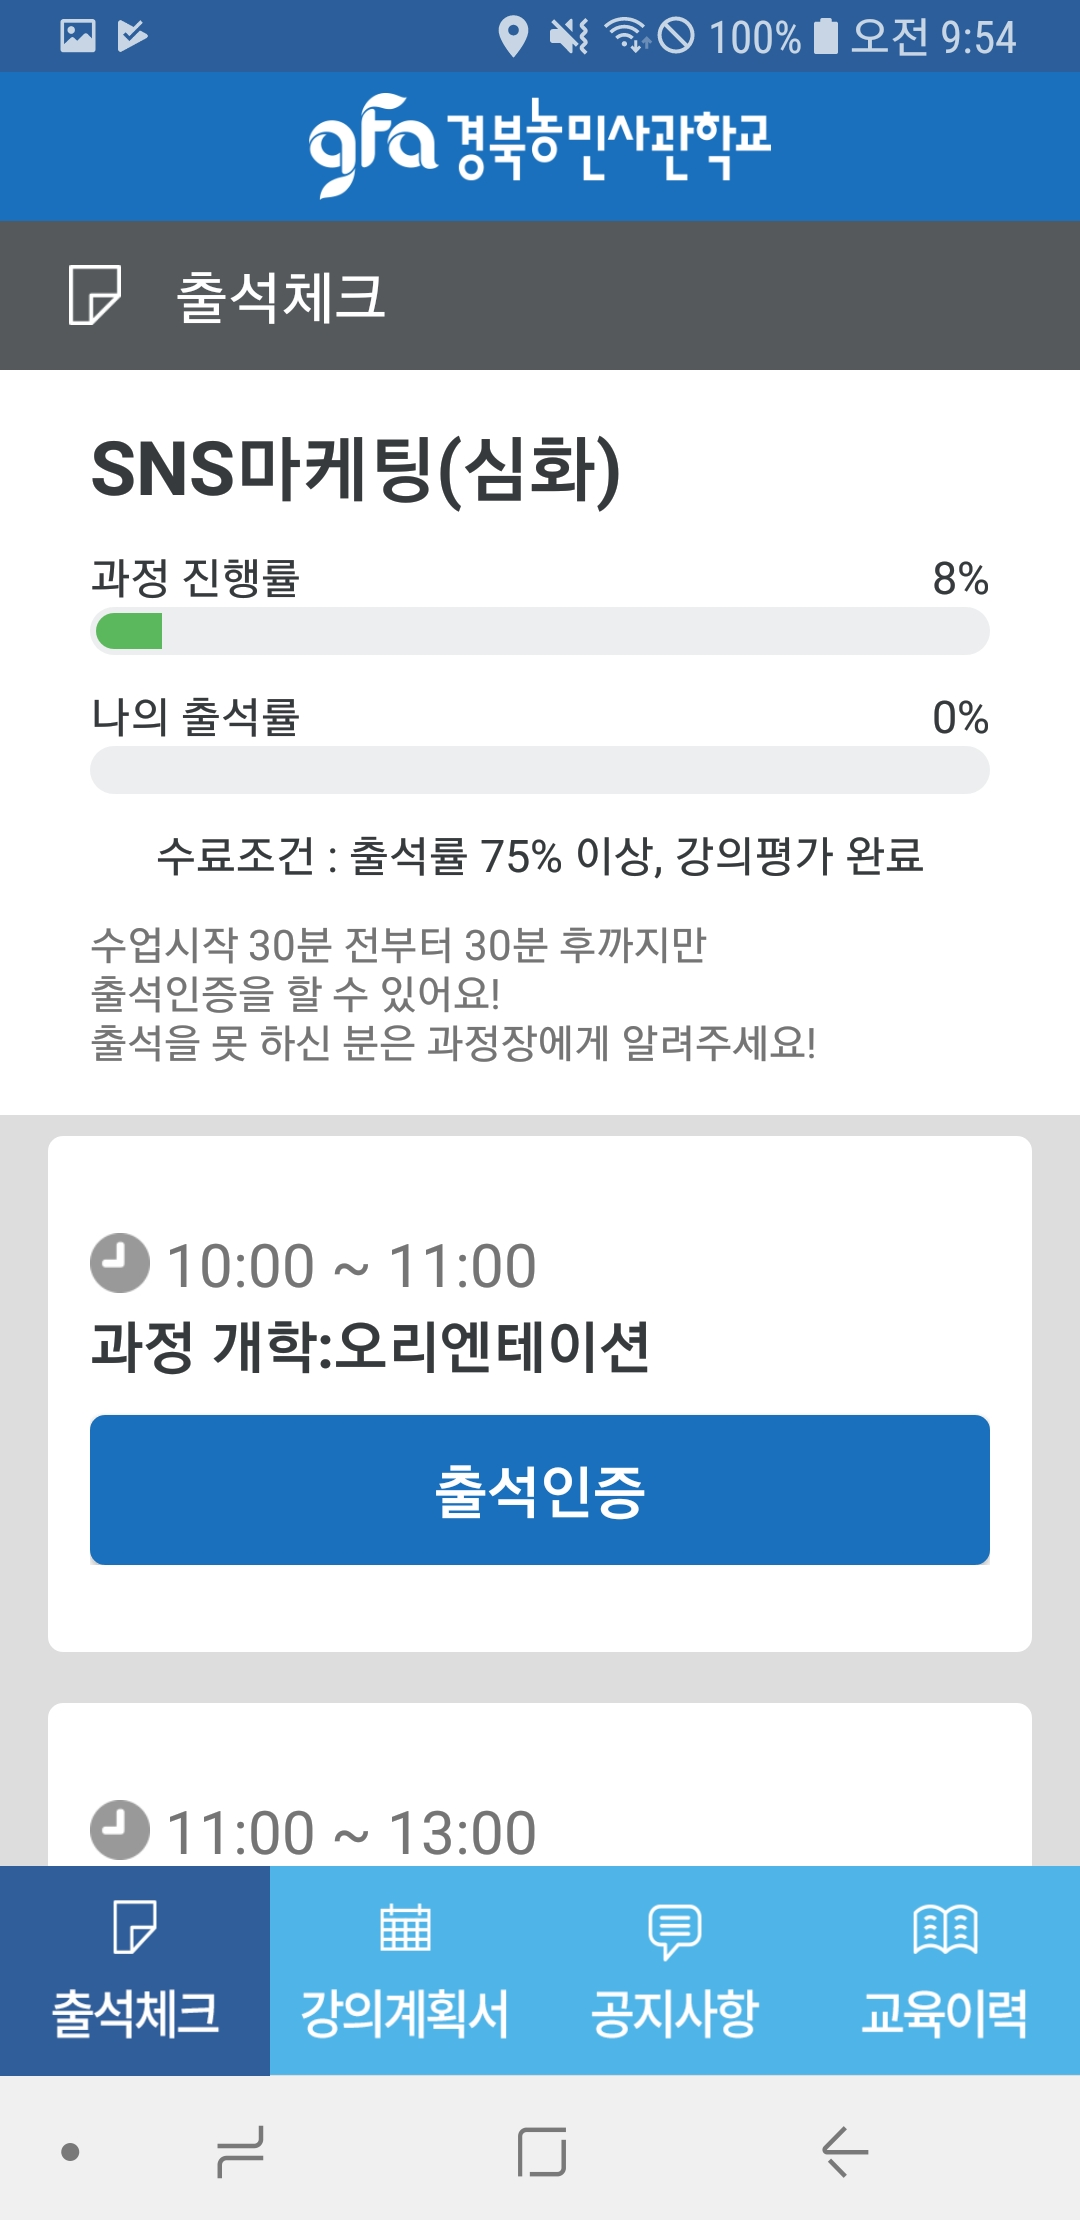 100% 오전 9:54
gfa 경북농민사관학교
출석체크
SNS마케팅(심화)
과정 진행률 8%
나의 출석률 0%
수료조건 : 출석률 75% 이상, 강의평가 완료
수업시작 30분 전부터 30분 후까지만
출석인증을 할 수 있어요!
출석을 못 하신 분은 과정장에게 알려주세요!
10:00 ~ 11:00
과정 개학:오리엔테이션
출석인증
11:00 ~ 13:00
출석체크 강의계획서 공지사항 교육이력